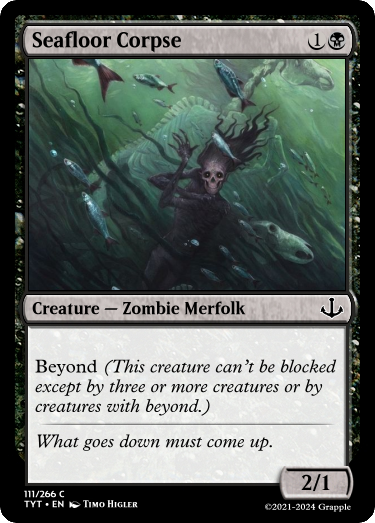 Seafloor Corpse 1
Creature — Zombie Merfolk
Beyond (This creature can't be blocked
except by three or more creatures or by
creatures with beyond.)
What goes down must come up.
2/1
111/266 C
TYT • EN Timo Higler
©2021-2024 Grapple